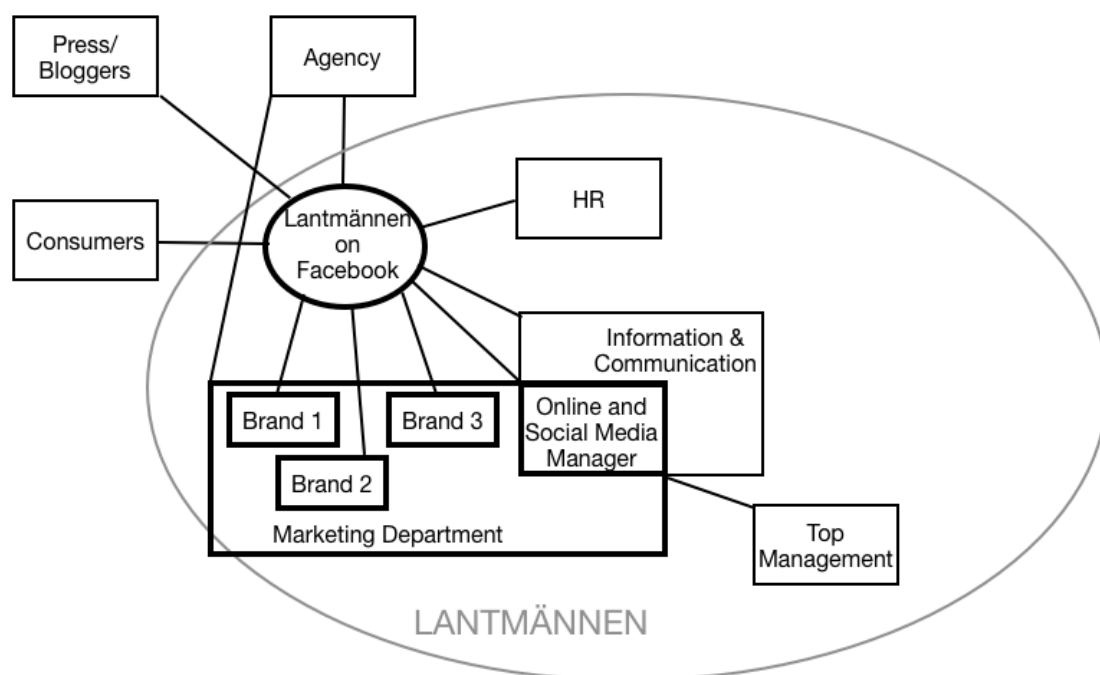 Press/
Bloggers
Agency
HR
Consumers
Lantmännen
on
Facebook
Information &
Communication
Brand 1
Brand 3
Brand 2
Online and
Social Media
Manager
Marketing Department
Top
Management
LANTMÄNNEN